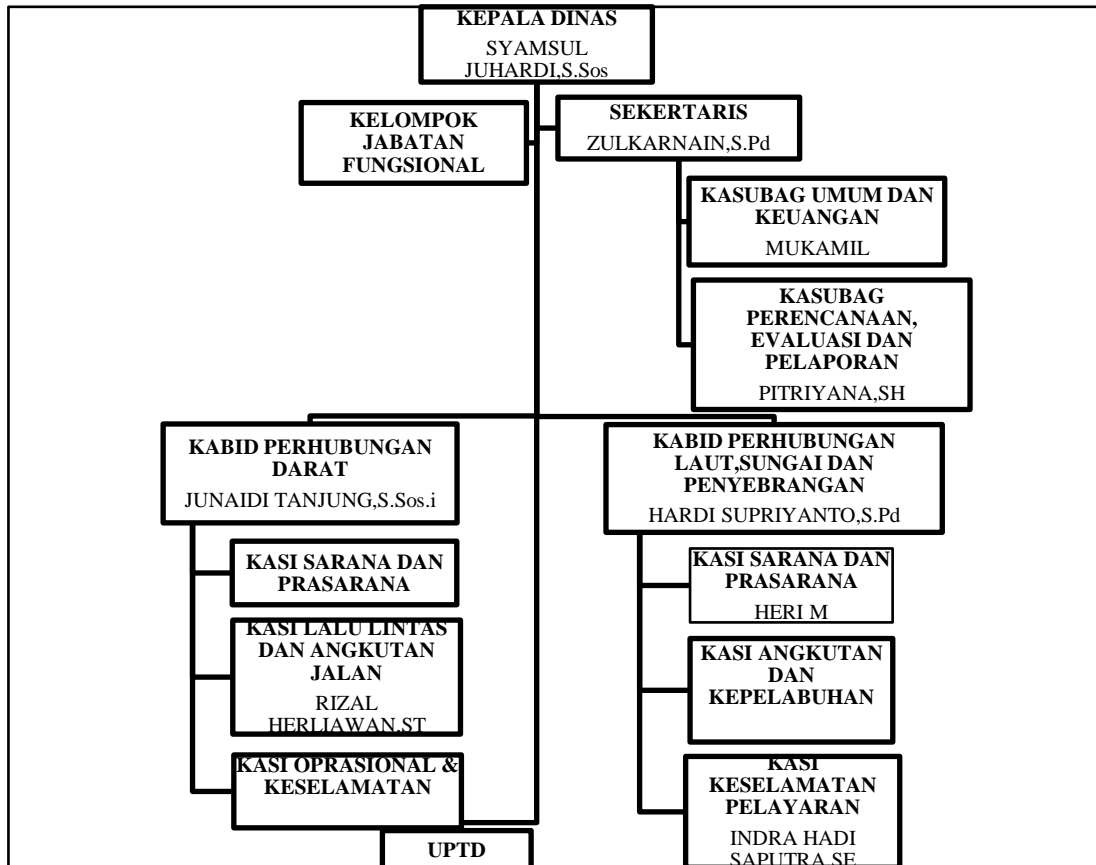 KEPALA DINAS
SYAMSUL
JUHARDI,S.Sos
KELOMPOK
JABATAN
FUNGSIONAL
SEKERTARIS
ZULKARNAIN,S.Pd
KASUBAG UMUM DAN
KEUANGAN
MUKAMIL
KASUBAG
PERENCANAAN,
EVALUASI DAN
PELAPORAN
PITRIYANA,SH
KABID PERHUBUNGAN
DARAT
JUNAIDI TANJUNG,S.Sos.i
KASI SARANA DAN
PRASARANA
KASI LALU LINTAS
DAN ANGKUTAN
JALAN
RIZAL
HERLIAWAN.ST
KASI OPRASIONAL &
KESELAMATAN
KABID PERHUBUNGAN
LAUT,SUNGAI DAN
PENYEBRANGAN
HARDI SUPRIYANTO,S.Pd
KASI SARANA DAN
PRASARANA
HERI M
KASI ANGKUTAN
DAN
KEPELABUHAN
KASI
KESELAMATAN
PELAYARAN
INDRA HADI
SAPUTRA SE
UPTD